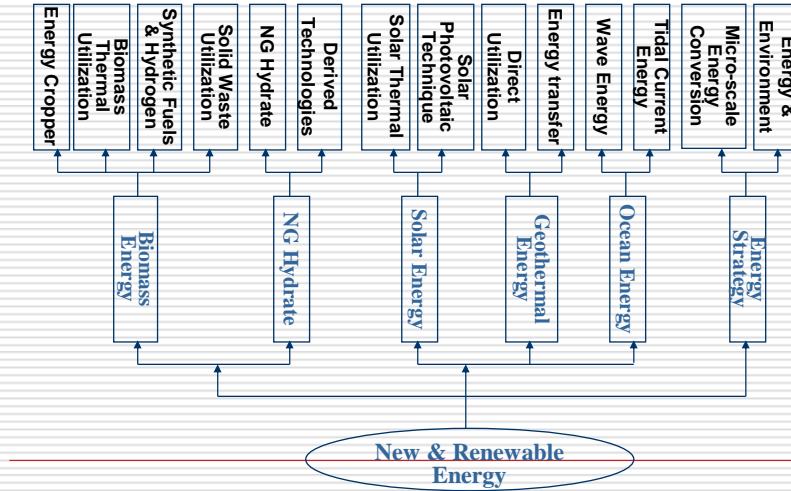 Energy Cropper
Biomass
Thermal
Utilization
Synthetic Fuels
& Hydrogen
Solid Waste
Utilization
NG Hydrate
Derived
Technologies
Solar Thermal
Utilization
Solar
Photovoltaic
Technique
Direct
Utilization
Energy transfer
Wave Energy
Tidal Current
Energy
Micro-scale
Energy
Conversion
Energy &
Environment
Biomass
Energy
NG Hydrate
Solar Energy
Geothermal
Energy
Ocean Energy
Energy
Strategy
New & Renewable
Energy